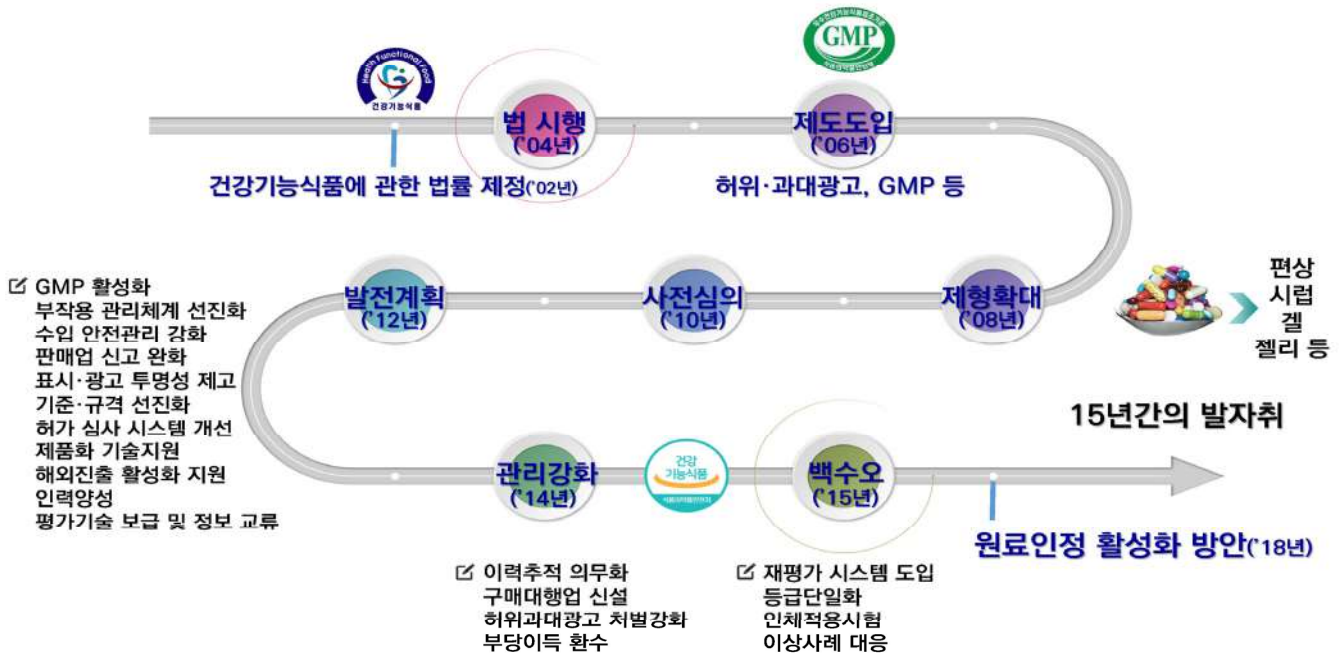 Health Functional Food
건강기능식품
GMP
법 시행
('04년)
제도도입
('06년)
건강기능식품에 관한 법률 제정('02년)
허위·과대광고, GMP 등
발전계획
('12년)
사전심의
('10년)
제형확대
('08년)
편상
시럽
겔
젤리 등
GMP 활성화
부작용 관리체계 선진화
수입 안전관리 강화
판매업 신고 완화
표시·광고 투명성 제고
기준·규격 선진화
허가 심사 시스템 개선
제품화 기술지원
해외진출 활성화 지원
인력양성
평가기술 보급 및 정보 교류
15년간의 발자취
관리강화
('14년)
건강
기능식품
식품의약품안전처
백수오
('15년)
원료인정 활성화 방안('18년)
이력추적 의무화
구매대행업 신설
허위과대광고 처벌강화
부당이득 환수
재평가 시스템 도입
등급단일화
인체적용시험
이상사례 대응